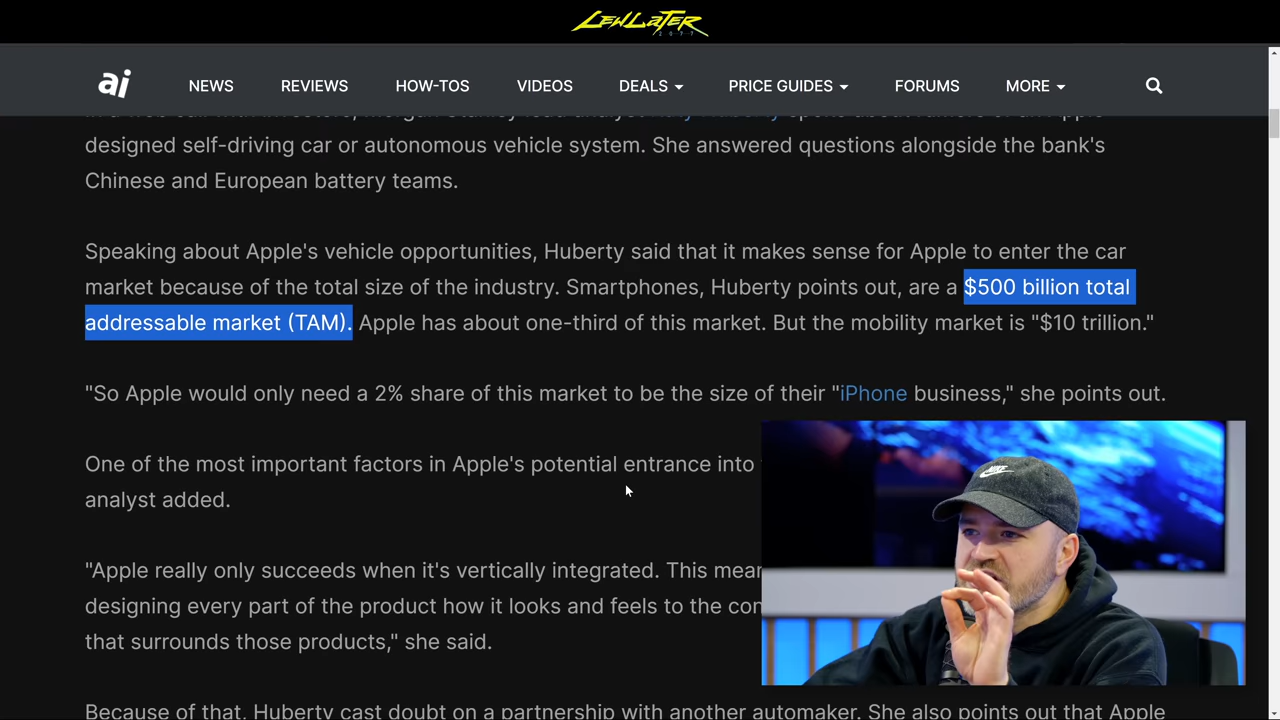 LEWLATER
2077
ai NEWS REVIEWS HOW-TOS VIDEOS DEALS PRICE GUIDES FORUMS MORE
designed self-driving car or autonomous vehicle system. She answered questions alongside the bank's
Chinese and European battery teams.
Speaking about Apple's vehicle opportunities, Huberty said that it makes sense for Apple to enter the car
market because of the total size of the industry. Smartphones, Huberty points out, are a $500 billion total
addressable market (TAM). Apple has about one-third of this market. But the mobility market is "$10 trillion."
"So Apple would only need a 2% share of this market to be the size of their "iPhone business," she points out.
One of the most important factors in Apple's potential entrance into
analyst added.
"Apple really only succeeds when it's vertically integrated. This mean
designing every part of the product how it looks and feels to the con
that surrounds those products," she said.
Because of that, Huberty cast doubt on a partnership with another automaker. She also points out that Apple